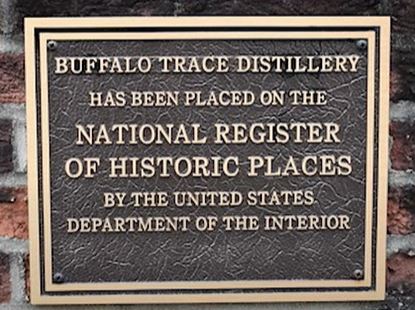 BUFFALO TRACE DISTILLERY
HAS BEEN PLACED ON THE
NATIONAL REGISTER
OF HISTORIC PLACES
BY THE UNITED STATES
DEPARTMENT OF THE INTERIOR